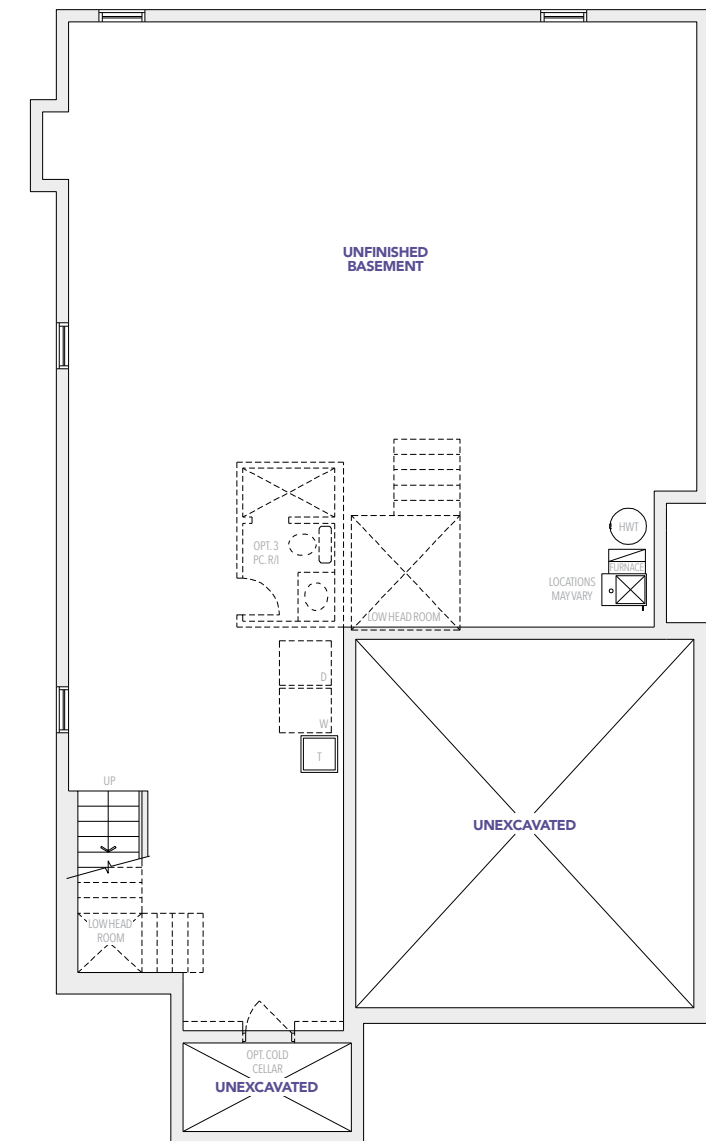 UNFINISHED
BASEMENT
OPT. 3
PC. R/I
HWT
FURNACE
LOCATIONS
MAY VARY
LOW HEAD ROOM
D
W
T
UP
UNEXCAVATED
LOW HEAD
ROOM
OPT. COLD
CELLAR
UNEXCAVATED